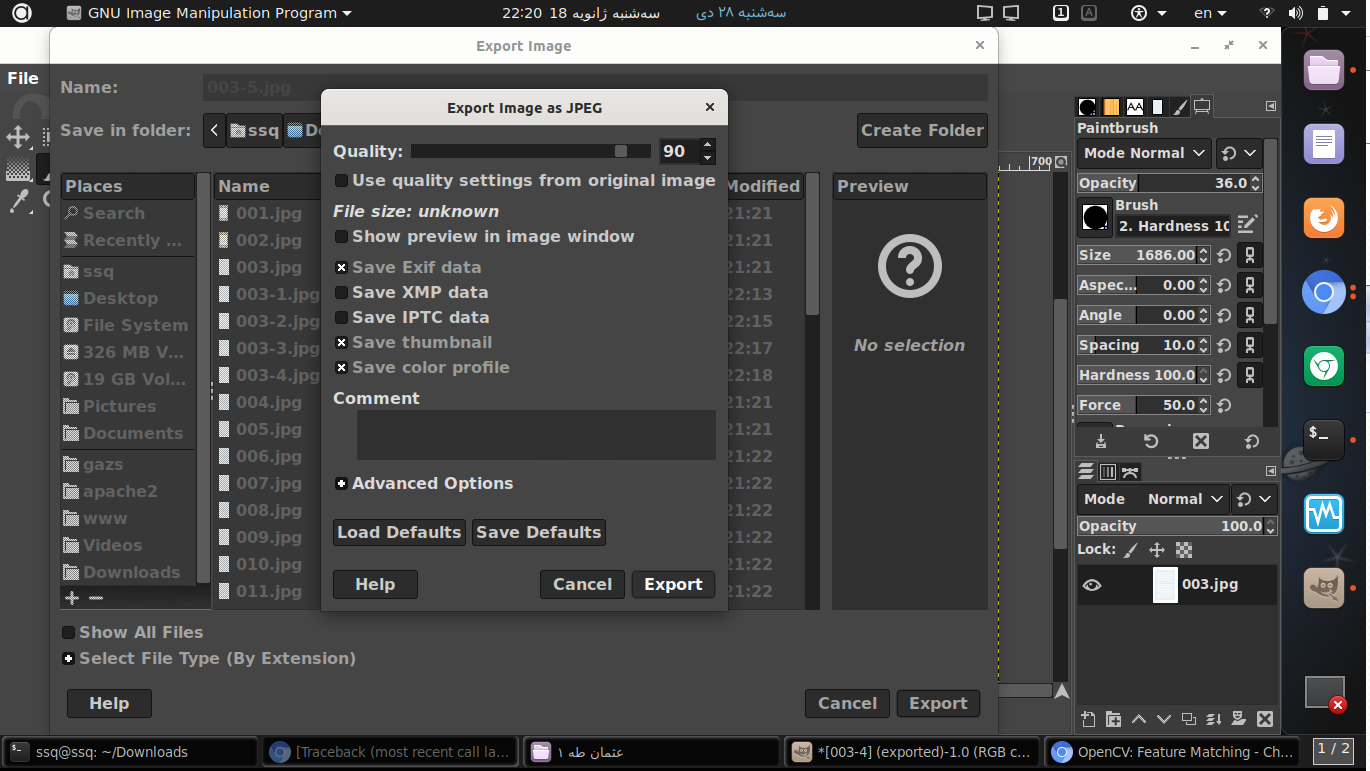 GNU Image Manipulation Program
22:20 سه‌شنبه ژانویه 18
سه‌شنبه ۲۸ دی
1
A
en
Export Image
File
Name:
003-5.jpg
Save in folder:
ssq
Create Folder
Places
Search
Recently ...
ssq
Desktop
File System
326 MB V...
19 GB Vol...
Pictures
Documents
gazs
apache2
www
Videos
Downloads
Name
Modified
001.jpg 21:21
002.jpg 21:21
003.jpg 21:21
003-1.jpg 22:13
003-2.jpg 22:15
003-3.jpg 22:17
003-4.jpg 22:18
004.jpg 21:21
005.jpg 21:21
006.jpg 21:22
007.jpg 21:22
008.jpg 21:22
009.jpg 21:22
010.jpg 21:22
011.jpg 21:22
Preview
No selection
Show All Files
Select File Type (By Extension)
Help
Cancel
Export
Export Image as JPEG
Quality: 90
Use quality settings from original image
File size: unknown
Show preview in image window
Save Exif data
Save XMP data
Save IPTC data
Save thumbnail
Save color profile
Comment
Advanced Options
Load Defaults
Save Defaults
Help
Cancel
Export
700
AA
Paintbrush
Mode Normal
Opacity 36.0
Brush
2. Hardness 10
Size 1686.00
Aspec... 0.00
Angle 0.00
Spacing 10.0
Hardness 100.0
Force 50.0
Mode Normal
Opacity 100.0
Lock:
003.jpg
ssq@ssq: ~/Downloads
[Traceback (most recent call la...
عثمان طه ۱
*[003-4] (exported)-1.0 (RGB c...
OpenCV: Feature Matching - Ch...
1 / 2